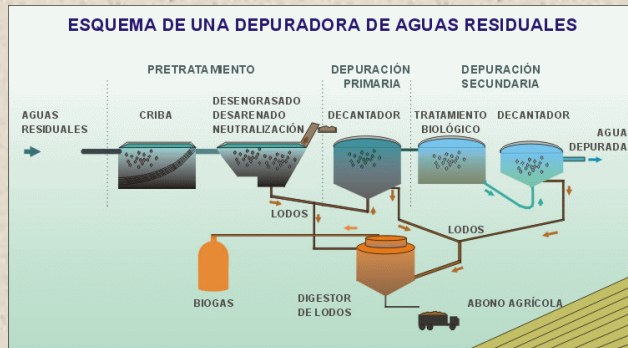 ESQUEMA DE UNA DEPURADORA DE AGUAS RESIDUALES
PRETRATAMIENTO
DEPURACIÓN
PRIMARIA
DEPURACIÓN
SECUNDARIA
AGUAS
RESIDUALES
CRIBA
DESENGRASADO
DESARENADO
NEUTRALIZACIÓN
DECANTADOR
TRATAMIENTO
BIOLÓGICO
DECANTADOR
AGUA
DEPURADA
LODOS
LODOS
BIOGAS
DIGESTOR
DE LODOS
ABONO AGRÍCOLA